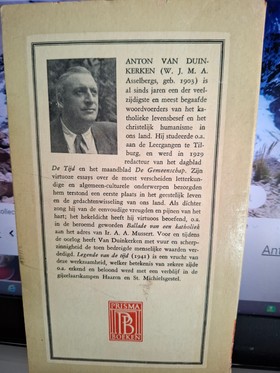 ANTON VAN DUIN-
KERKEN (W. J. M. A.
Asselbergs, geb. 1903) is
al sinds jaren een der veel-
zijdigste en meest begaafde
woordvoerders van het ka-
tholieke levensbesef en het
christelijk humanisme in
ons land. Hij studeerde o.a.
aan de Leergangen te Til-
burg, en werd in 1929
redacteur van het dagblad
De Tijd en het maandblad De Gemeenschap. Zijn
virtuoze essays over de meest verscheiden letterkun-
dige en algemeen-culturele onderwerpen bezorgden
hem terstond een eerste plaats in het geestelijk leven
en de gedachtenwisseling van ons land. Als dichter
zong hij van de eenvoudige vreugden en pijnen van het
hart; het hekeldicht heeft hij virtuoos beoefend, o.a.
in de beroemd geworden Ballade van een katholiek
aan het adres van Ir. A. A. Mussert. Voor en tijdens
de oorlog heeft Van Duinkerken met vuur en scherp-
zinnigheid de toen bedreigde menselijke waarden ver-
dedigd. Legende van de tijd (1941) is een vrucht van
deze werkzaamheid, welker betekenis van zekere zijde
o.a. erkend en beloond werd met een verblijf in de
gijzelaarskampen Haaren en St. Michielsgestel.
PRISMA
PB
BOEKEN